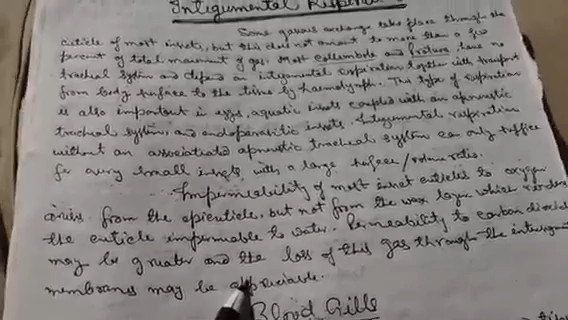 Integumental Respira
Some gaseous exchange takes place through the
cuticle of most insects, but this does not amount to more than a few
percent of total movement of gas. Most collembola and Protura have no
tracheal system and depend on integumental respiration together with transport
from body surface to the tissue by haemolymph. This type of respiration
is also important in eggs, aquatic insects coupled with an apneustic
tracheal system, and endoparasitic insects. Integumental respiration
without an associated apneustic tracheal system can only suffice
for very small insects with a large surface/volume ratio.
Impermeability of most insect cuticles to oxygen
arises from the epicuticle, but not from the wax layer which renders
the cuticle impermeable to water. Permeability to carbon dioxid
may be greater and the loss of this gas through the integument
membranes may be appreciable.
Blood Gills